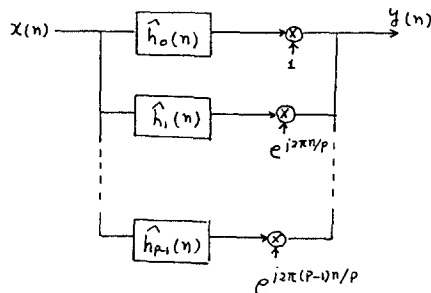 x(n) ĥ₀(n) y(n)
1
ĥ₁(n)
e^{j2πn/p}
ĥ_{p-1}(n)
e^{j2π(p-1)n/p}